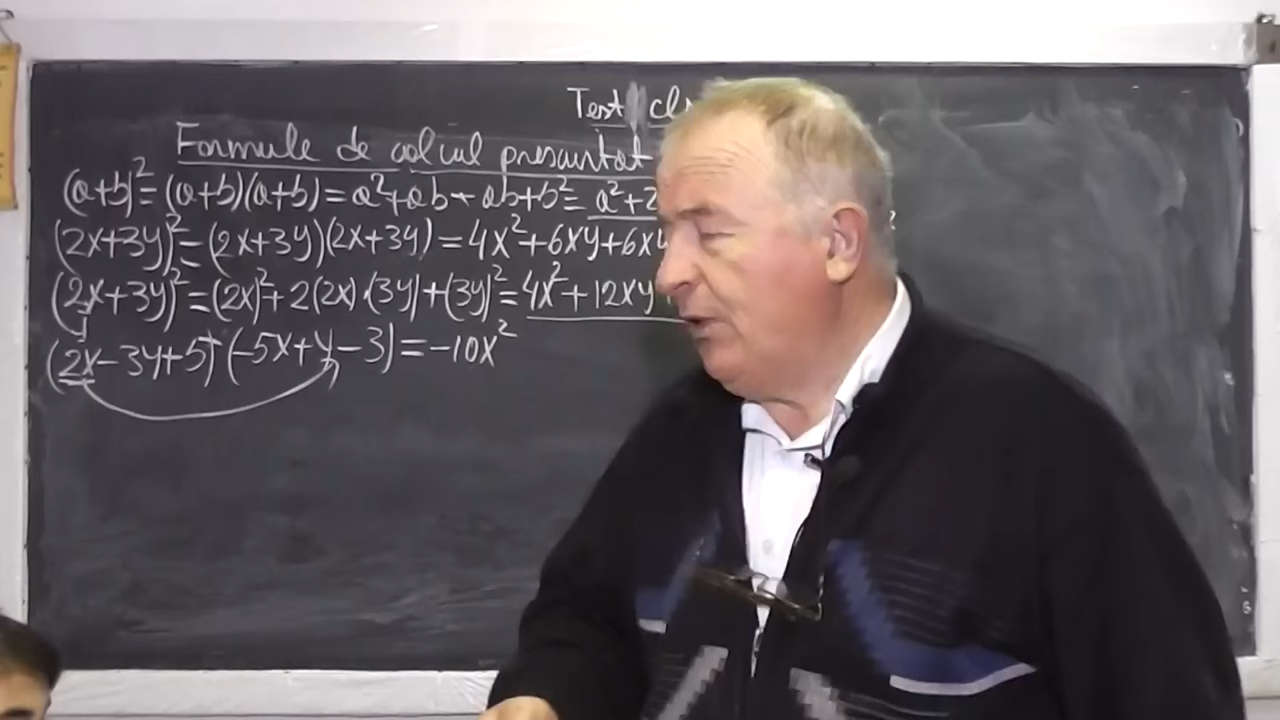 Test cls
Formule de calcul prescurtat
(a+b)²=(a+b)(a+b)=a²+ab+ab+b²=a²+2
(2x+3y)²=(2x+3y)(2x+3y)=4x²+6xy+6xy
(2x+3y)²=(2x)²+2(2x)·(3y)+(3y)²=4x²+12xy+
(2x-3y+5)·(-5x+y-3)=-10x²